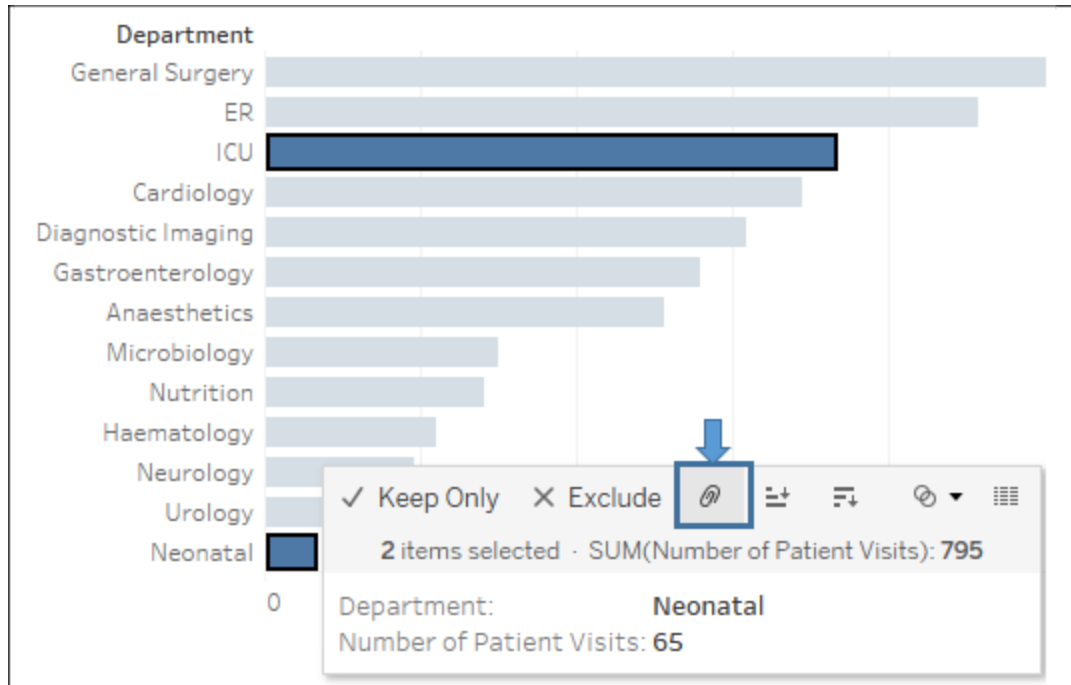 Department
General Surgery
ER
ICU
Cardiology
Diagnostic Imaging
Gastroenterology
Anaesthetics
Microbiology
Nutrition
Haematology
Neurology
Urology
Neonatal
0
Keep Only Exclude
2 items selected · SUM(Number of Patient Visits): 795
Department: Neonatal
Number of Patient Visits: 65